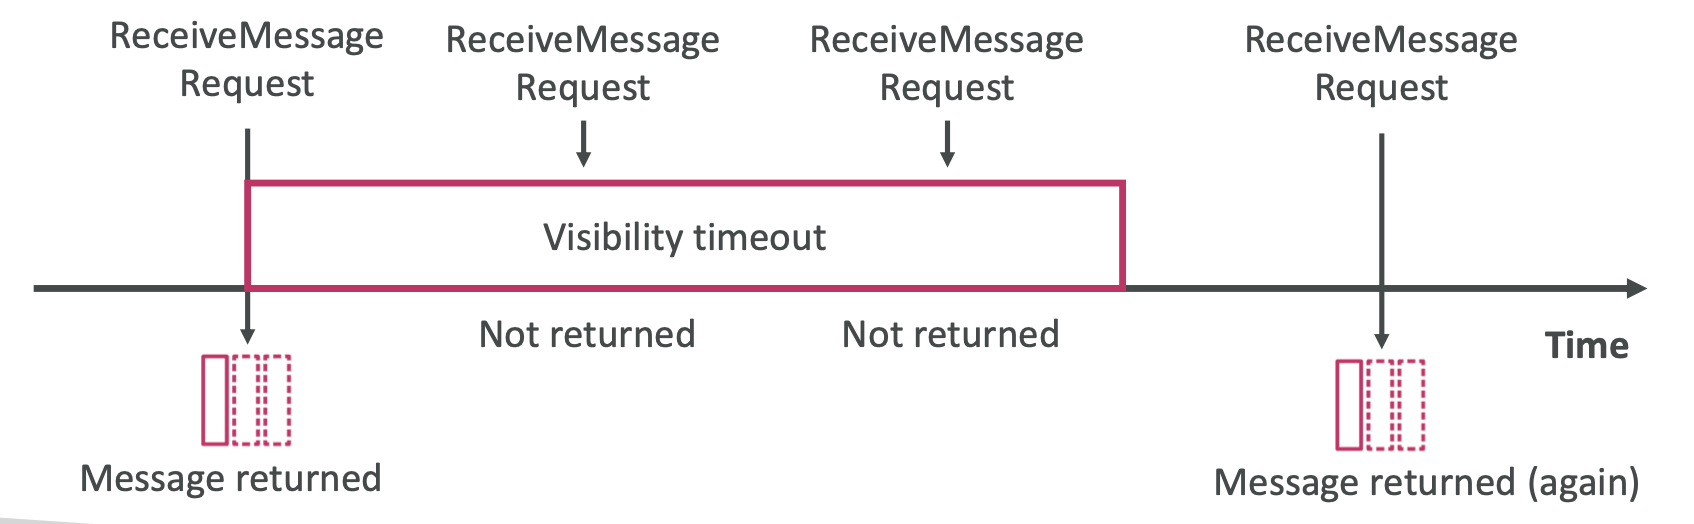 ReceiveMessage
Request
ReceiveMessage
Request
ReceiveMessage
Request
ReceiveMessage
Request
Visibility timeout
Not returned
Not returned
Time
Message returned
Message returned (again)